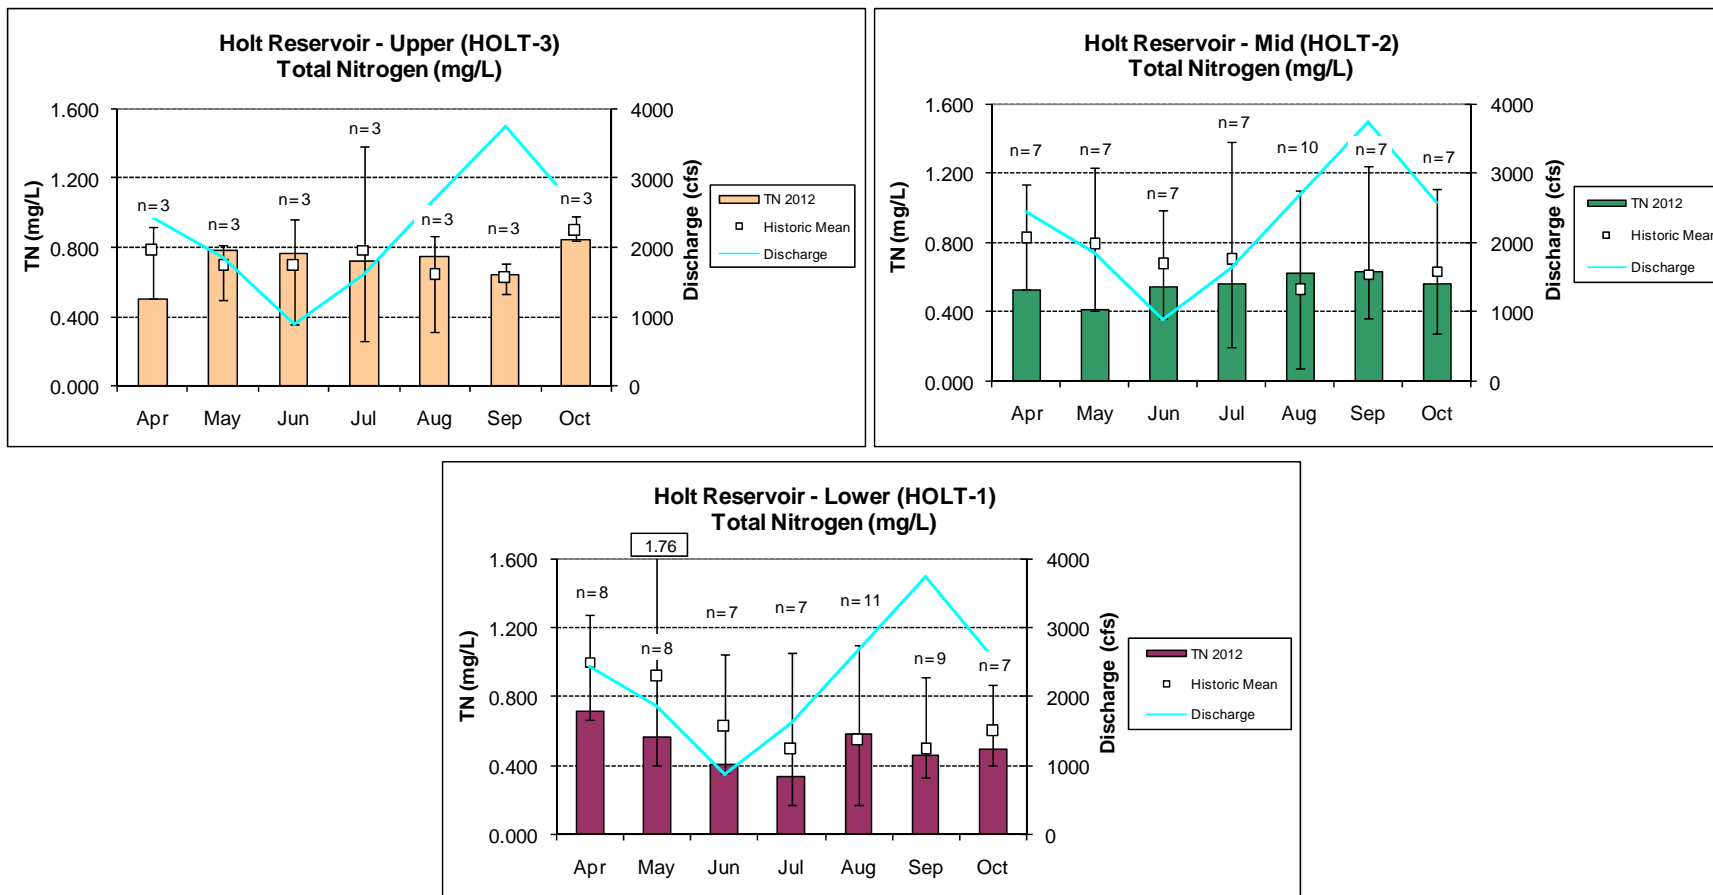 Holt Reservoir - Upper (HOLT-3)
Total Nitrogen (mg/L)
TN (mg/L)
1.600
1.200
0.800
0.400
0.000
n=3
n=3
n=3
n=3
n=3
n=3
n=3
4000
3000
2000
1000
0
Discharge (cfs)
Apr May Jun Jul Aug Sep Oct
TN 2012
Historic Mean
Discharge
Holt Reservoir - Mid (HOLT-2)
Total Nitrogen (mg/L)
TN (mg/L)
1.600
1.200
0.800
0.400
0.000
n=7
n=7
n=7
n=7
n=10
n=7
n=7
4000
3000
2000
1000
0
Discharge (cfs)
Apr May Jun Jul Aug Sep Oct
TN 2012
Historic Mean
Discharge
Holt Reservoir - Lower (HOLT-1)
Total Nitrogen (mg/L)
1.76
TN (mg/L)
1.600
1.200
0.800
0.400
0.000
n=8
n=8
n=7
n=7
n=11
n=9
n=7
4000
3000
2000
1000
0
Discharge (cfs)
Apr May Jun Jul Aug Sep Oct
TN 2012
Historic Mean
Discharge